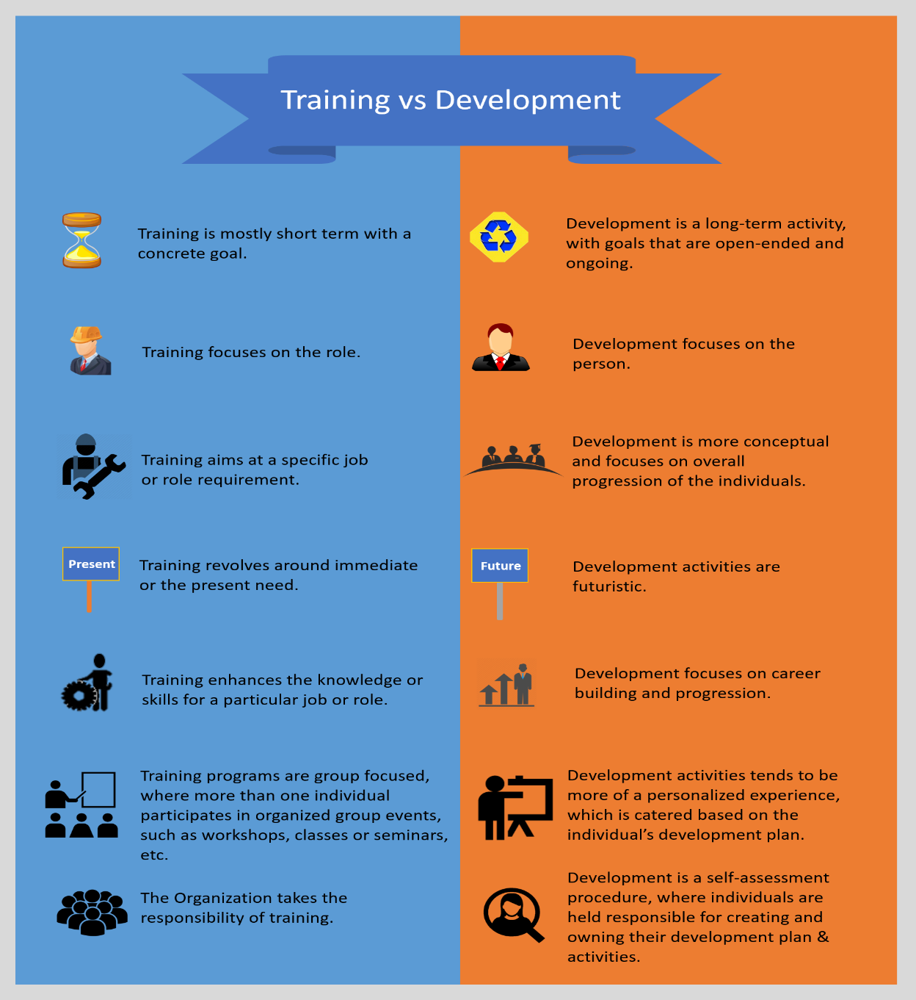 Training vs Development
Training is mostly short term with a
concrete goal.
Development is a long-term activity,
with goals that are open-ended and
ongoing.
Training focuses on the role.
Development focuses on the
person.
Training aims at a specific job
or role requirement.
Development is more conceptual
and focuses on overall
progression of the individuals.
Present
Training revolves around immediate
or the present need.
Future
Development activities are
futuristic.
Training enhances the knowledge or
skills for a particular job or role.
Development focuses on career
building and progression.
Training programs are group focused,
where more than one individual
participates in organized group events,
such as workshops, classes or seminars,
etc.
Development activities tends to be
more of a personalized experience,
which is catered based on the
individual’s development plan.
The Organization takes the
responsibility of training.
Development is a self-assessment
procedure, where individuals are
held responsible for creating and
owning their development plan &
activities.